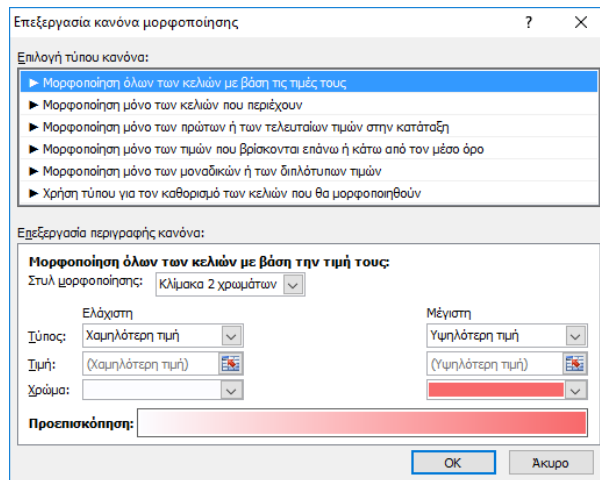 Επεξεργασία κανόνα μορφοποίησης
Επιλογή τύπου κανόνα:
► Μορφοποίηση όλων των κελιών με βάση τις τιμές τους
► Μορφοποίηση μόνο των κελιών που περιέχουν
► Μορφοποίηση μόνο των πρώτων ή των τελευταίων τιμών στην κατάταξη
► Μορφοποίηση μόνο των τιμών που βρίσκονται επάνω ή κάτω από τον μέσο όρο
► Μορφοποίηση μόνο των μοναδικών ή των διπλότυπων τιμών
► Χρήση τύπου για τον καθορισμό των κελιών που θα μορφοποιηθούν
Επεξεργασία περιγραφής κανόνα:
Μορφοποίηση όλων των κελιών με βάση την τιμή τους:
Στυλ μορφοποίησης: Κλίμακα 2 χρωμάτων
Ελάχιστη Μέγιστη
Τύπος: Χαμηλότερη τιμή Υψηλότερη τιμή
Τιμή: (Χαμηλότερη τιμή) (Υψηλότερη τιμή)
Χρώμα:
Προεπισκόπηση:
OK Άκυρο